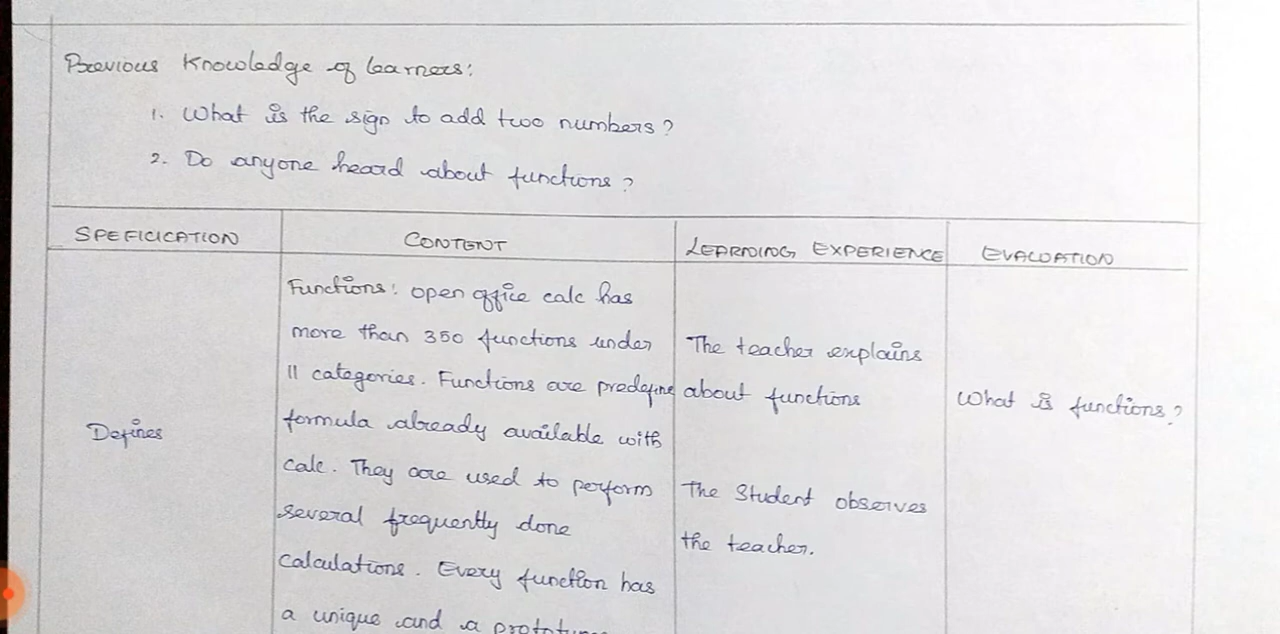 Previous Knowledge of learners:
1. What is the sign to add two numbers?
2. Do anyone heard about functions?
SPEFICICATION
CONTENT
LEARNING EXPERIENCE
EVALUATION
Defines
Functions: open office calc has
more than 350 functions under
11 categories. Functions are predefine
formula already available with
calc. They are used to perform
several frequently done
calculations. Every function has
a unique and a
The teacher explains
about functions
The Student observes
the teacher.
What is functions?